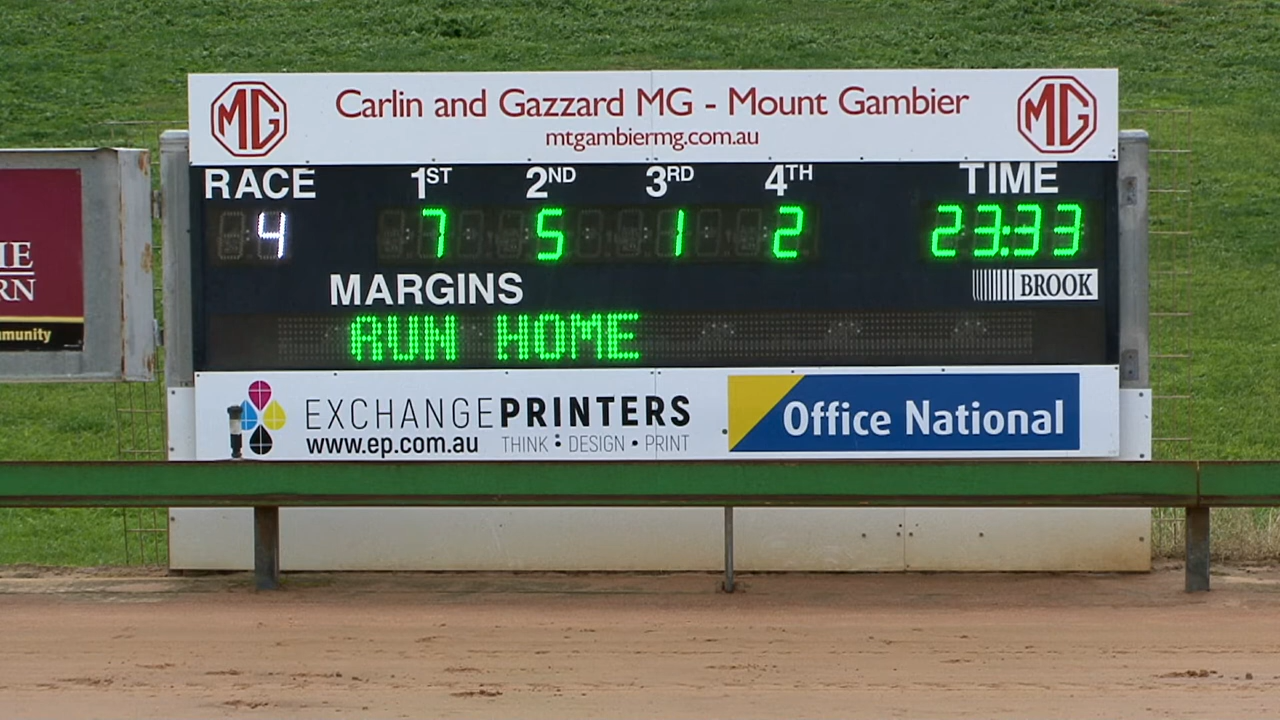 MG Carlin and Gazzard MG - Mount Gambier MG
mtgambiermg.com.au
RACE 1ST 2ND 3RD 4TH TIME
4 7 5 1 2 23:33
MARGINS
BROOK
RUN HOME
EXCHANGEPRINTERS
www.ep.com.au THINK • DESIGN • PRINT
Office National